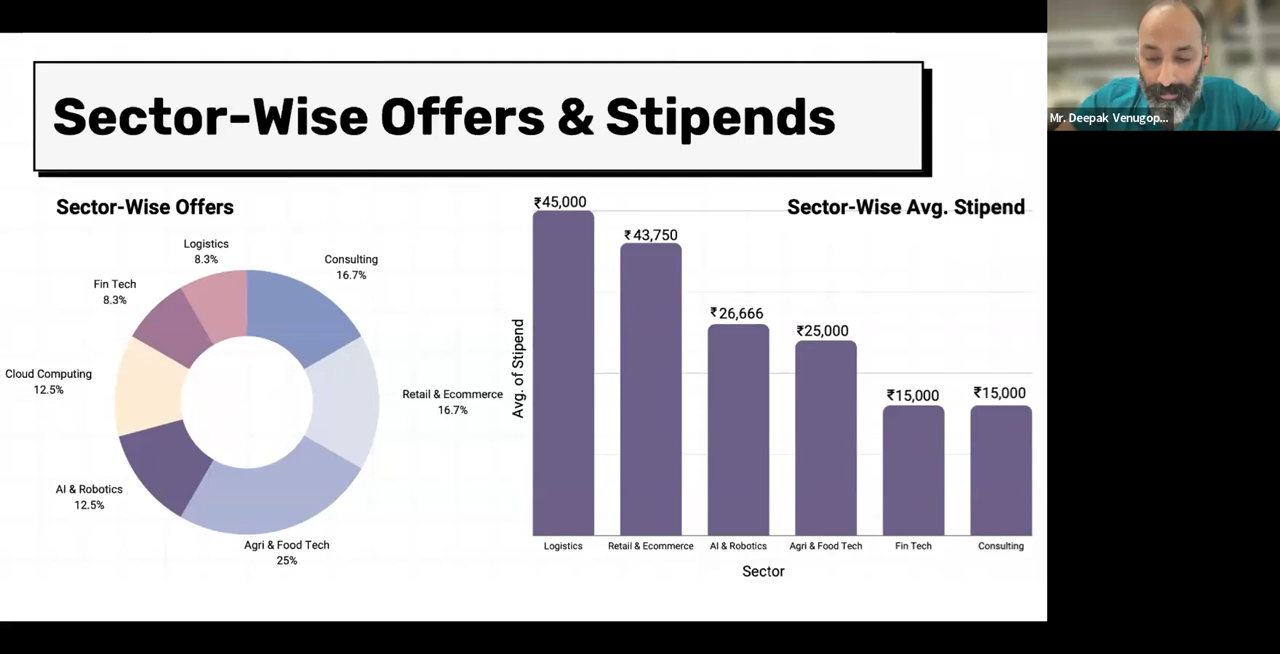 Sector-Wise Offers & Stipends
Mr. Deepak Venugop...
Sector-Wise Offers
Logistics
8.3%
Consulting
16.7%
Fin Tech
8.3%
Cloud Computing
12.5%
Retail & Ecommerce
16.7%
AI & Robotics
12.5%
Agri & Food Tech
25%
Sector-Wise Avg. Stipend
₹45,000
₹43,750
₹26,666
₹25,000
₹15,000
₹15,000
Avg. of Stipend
Logistics
Retail & Ecommerce
AI & Robotics
Agri & Food Tech
Fin Tech
Consulting
Sector